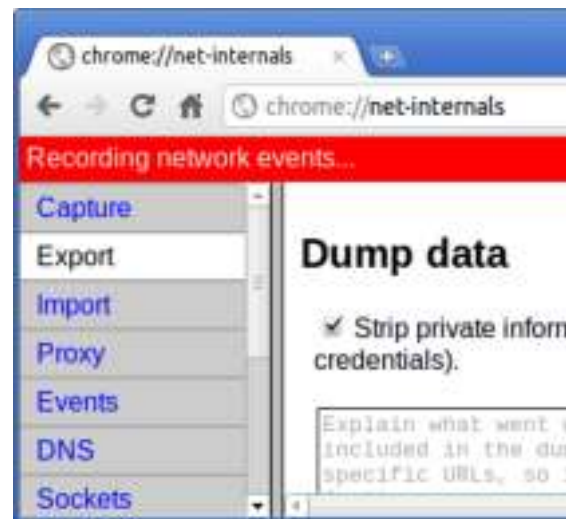 chrome://net-internals
chrome://net-internals
Recording network events...
Capture
Export
Import
Proxy
Events
DNS
Sockets
Dump data
Strip private inform
credentials).
Explain what went
included in the du
specific URLs, so